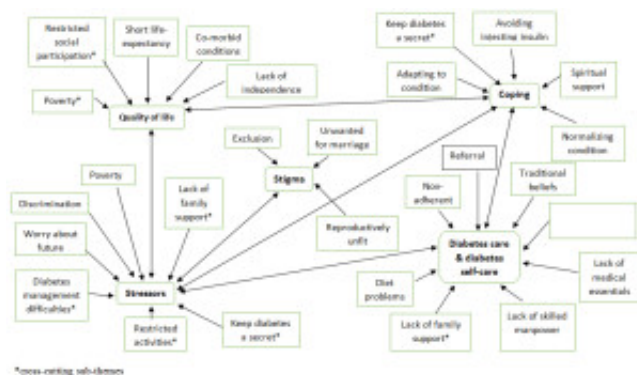 Restricted
social
participation*
Short life-
expectancy
Co-morbid
conditions
Lack of
independence
Poverty*
Quality of life
Keep diabetes
a secret*
Avoiding
injecting insulin
Adapting to
condition
Spiritual
support
Coping
Normalizing
condition
Exclusion
Unwanted
for marriage
Stigma
Reproductively
unfit
Poverty
Discrimination
Worry about
future
Diabetes
management
difficulties*
Lack of
family
support*
Stressors
Restricted
activities*
Keep diabetes
a secret*
Referral
Non-
adherent
Traditional
beliefs
Diabetes care
& diabetes
self-care
Diet
problems
Lack of
medical
essentials
Lack of family
support*
Lack of skilled
manpower
*cross-cutting sub-themes